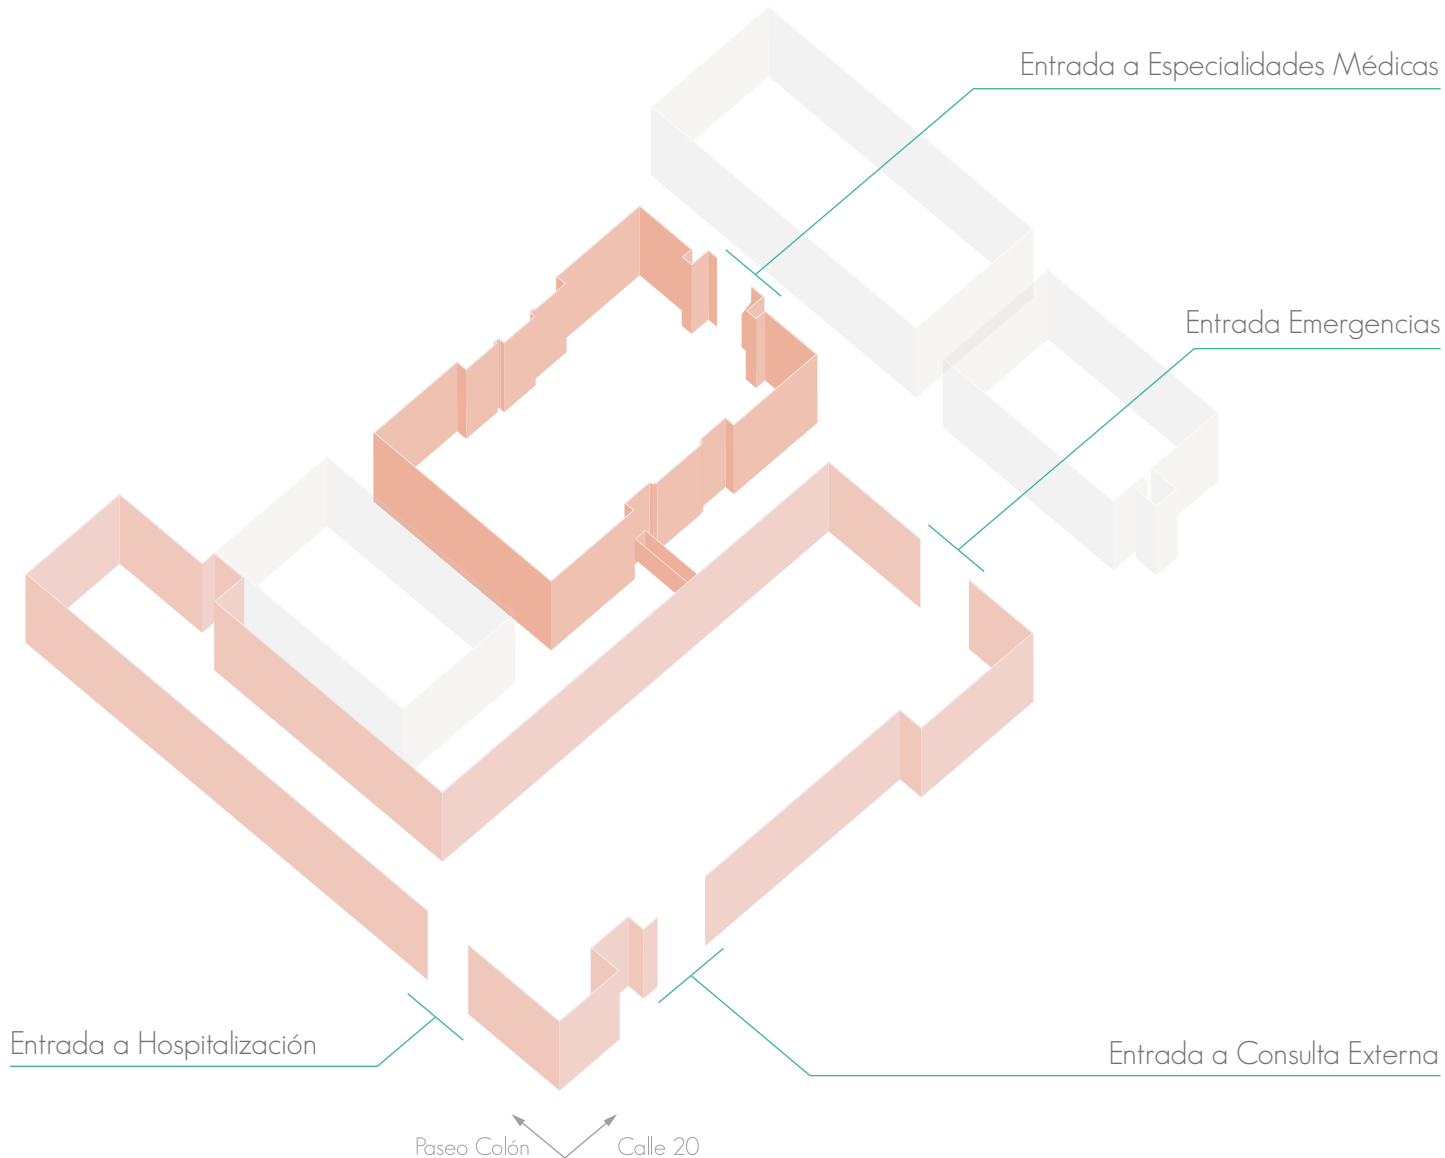 Entrada a Especialidades Médicas
Entrada Emergencias
Entrada a Hospitalización
Entrada a Consulta Externa
Paseo Colón
Calle 20